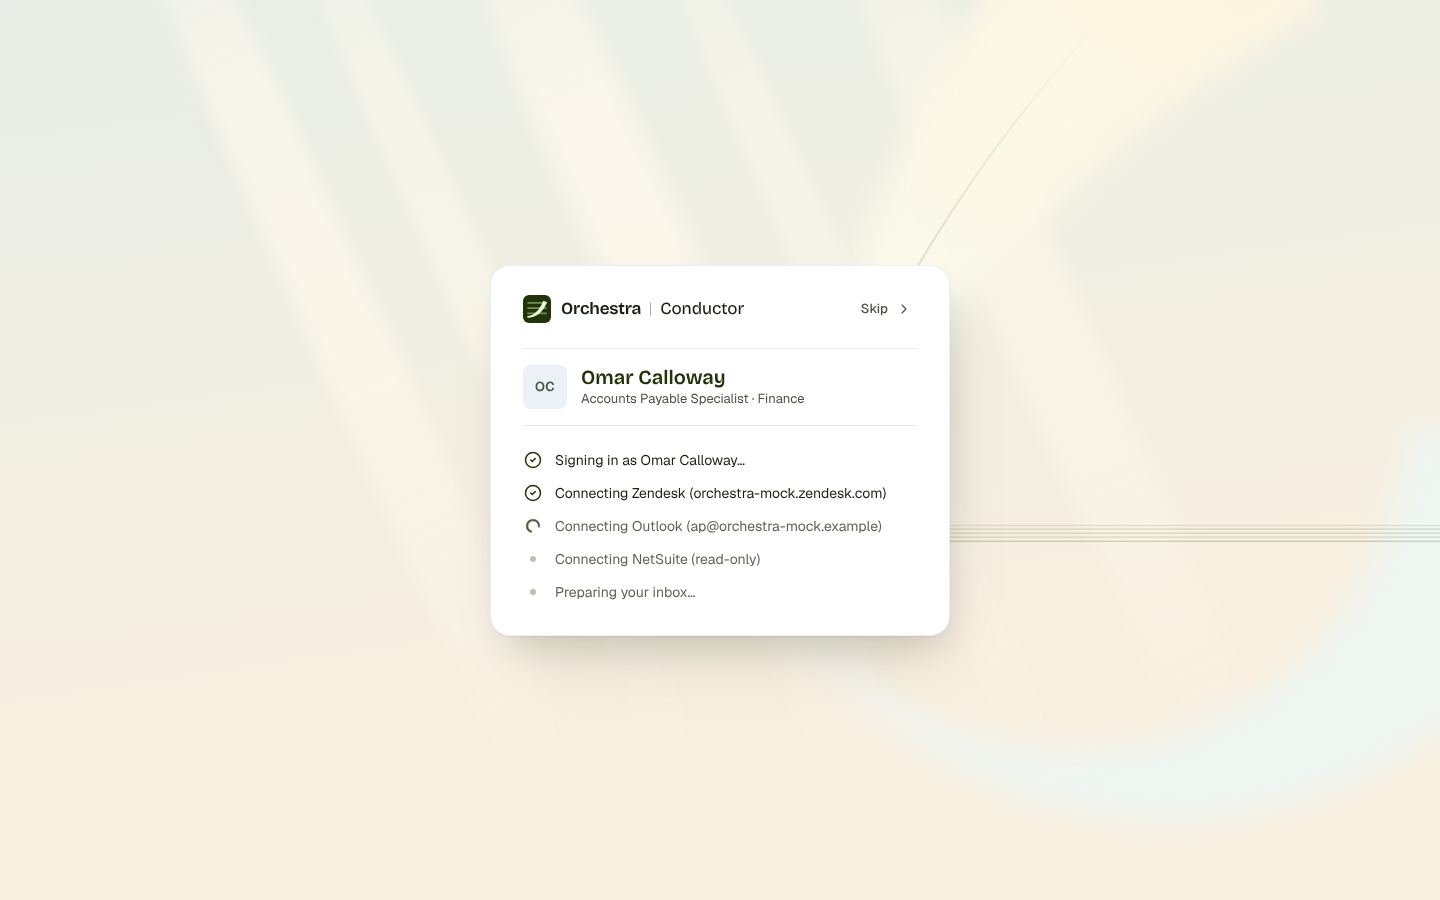 Orchestra | Conductor
Skip
OC
Omar Calloway
Accounts Payable Specialist · Finance
Signing in as Omar Calloway…
Connecting Zendesk (orchestra-mock.zendesk.com)
Connecting Outlook (ap@orchestra-mock.example)
Connecting NetSuite (read-only)
Preparing your inbox…